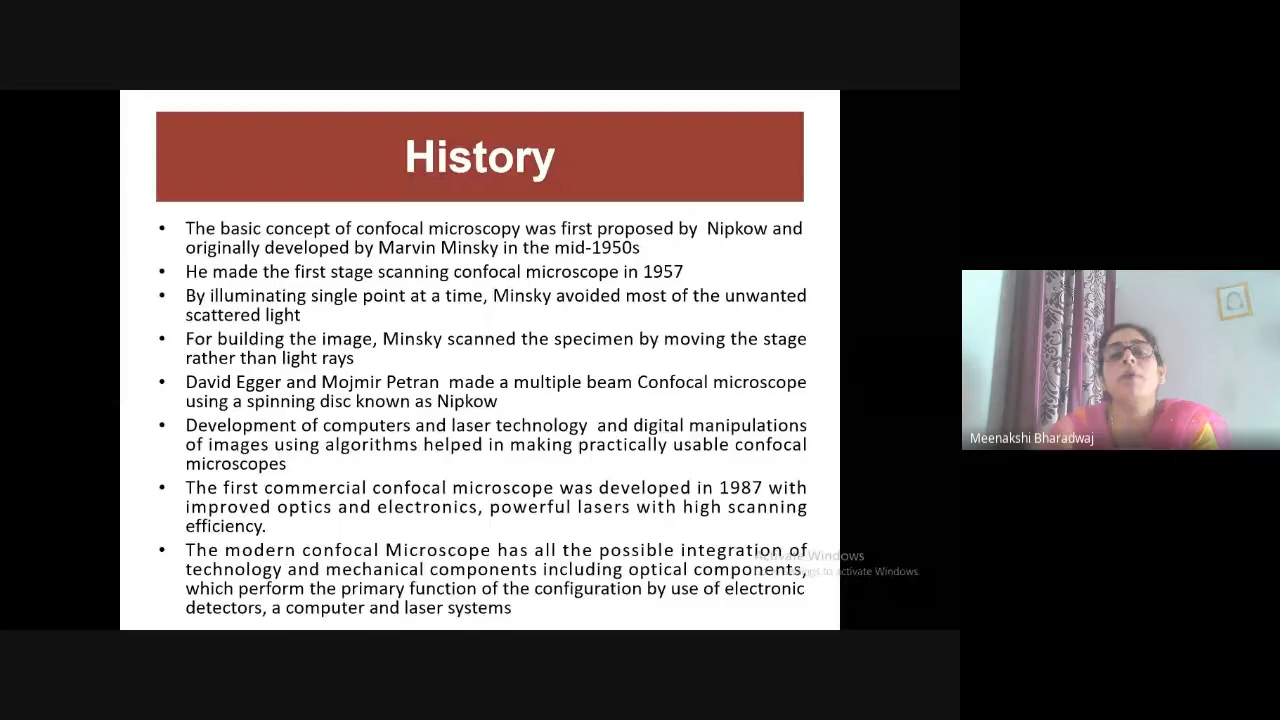 History
• The basic concept of confocal microscopy was first proposed by Nipkow and
originally developed by Marvin Minsky in the mid-1950s
• He made the first stage scanning confocal microscope in 1957
• By illuminating single point at a time, Minsky avoided most of the unwanted
scattered light
• For building the image, Minsky scanned the specimen by moving the stage
rather than light rays
• David Egger and Mojmir Petran made a multiple beam Confocal microscope
using a spinning disc known as Nipkow
• Development of computers and laser technology and digital manipulations
of images using algorithms helped in making practically usable confocal
microscopes
• The first commercial confocal microscope was developed in 1987 with
improved optics and electronics, powerful lasers with high scanning
efficiency.
• The modern confocal Microscope has all the possible integration of
technology and mechanical components including optical components,
which perform the primary function of the configuration by use of electronic
detectors, a computer and laser systems
Activate Windows
to activate Windows.
Meenakshi Bharadwaj